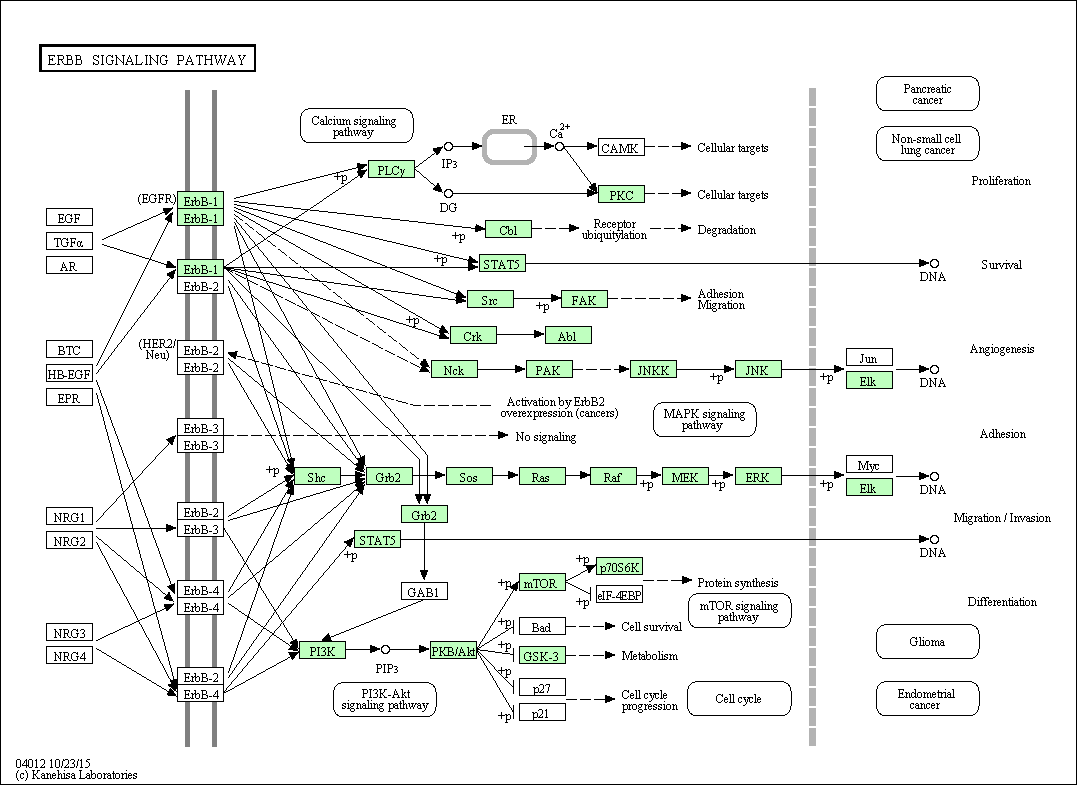 ERBB SIGNALING PATHWAY
Pancreatic
cancer
Calcium signaling
pathway
ER
Ca2+
CAMK
Cellular targets
Non-small cell
lung cancer
IP3
+p
PLCγ
Proliferation
(EGFR)
ErbB-1
ErbB-1
DG
PKC
Cellular targets
EGF
TGFα
AR
+p
Cbl
Receptor
ubiquitylation
Degradation
ErbB-1
ErbB-2
+p
STAT5
DNA
Survival
Src
+p
FAK
Adhesion
Migration
+p
Crk
Abl
BTC
HB-EGF
EPR
(HER2/
Neu)
ErbB-2
ErbB-2
Nck
PAK
JNKK
+p
JNK
+p
Jun
Elk
DNA
Angiogenesis
Activation by ErbB2
overexpression (cancers)
MAPK signaling
pathway
ErbB-3
ErbB-3
No signaling
Adhesion
+p
Shc
Grb2
Sos
Ras
Raf
+p
MEK
+p
ERK
+p
Myc
Elk
DNA
NRG1
NRG2
ErbB-2
ErbB-3
Grb2
Migration / Invasion
+p
STAT5
DNA
ErbB-4
ErbB-4
GAB1
+p
mTOR
+p
p70S6K
+p
eIF-4EBP
Protein synthesis
mTOR signaling
pathway
Differentiation
NRG3
NRG4
+p
Bad
Cell survival
PI3K
PIP3
PKB/Akt
+p
GSK-3
Metabolism
Glioma
ErbB-2
ErbB-4
PI3K-Akt
signaling pathway
+p
p27
+p
p21
Cell cycle
progression
Cell cycle
Endometrial
cancer
04012 10/23/15
(c) Kanehisa Laboratories